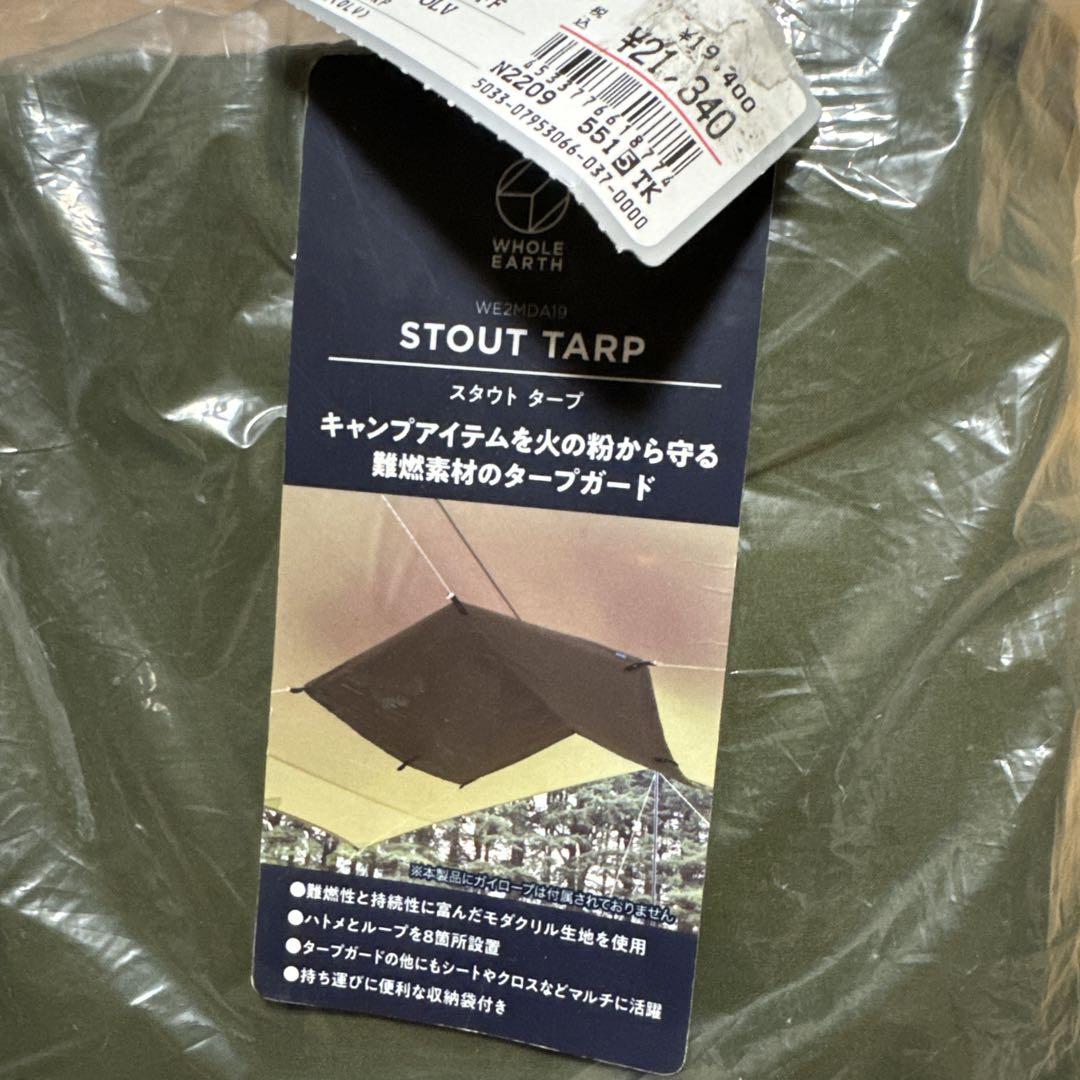 OLV
(OLV)
税込
¥19,400
¥21,340
4533776618774
N2209 551 5 TK
5033-07953066-037-0000
WHOLE
EARTH
WE2MDA19
STOUT TARP
スタウト タープ
キャンプアイテムを火の粉から守る
難燃素材のタープガード
※本製品にガイロープは付属されておりません
●難燃性と持続性に富んだモダクリル生地を使用
●ハトメとループを8箇所設置
●タープガードの他にもシートやクロスなどマルチに活躍
●持ち運びに便利な収納袋付き